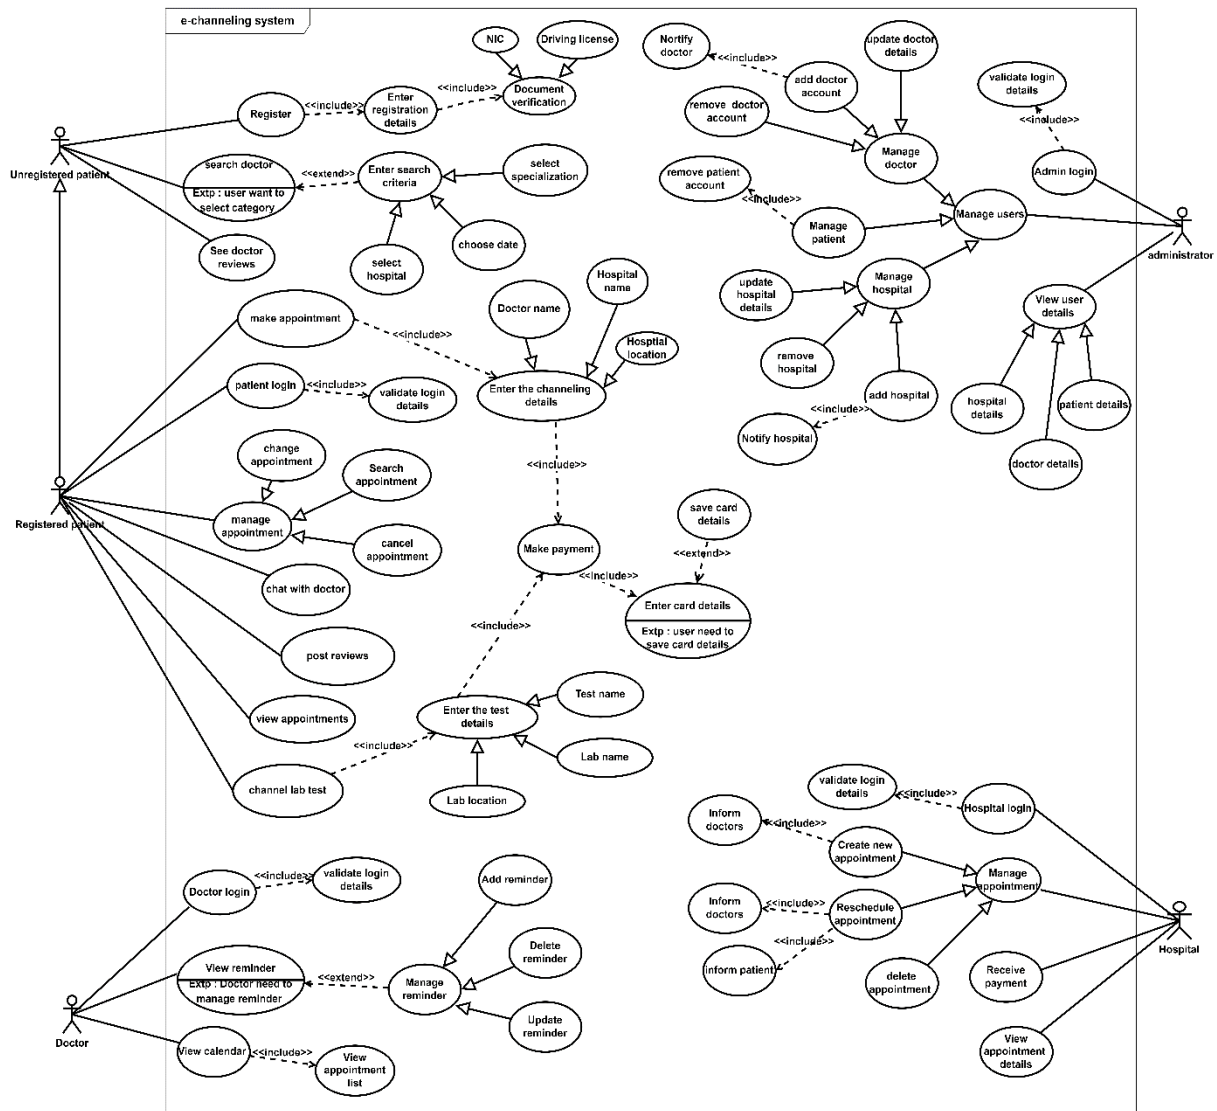 e-channeling system
NIC
Driving license
Document
verification
<<include>>
Enter
registration
details
<<include>>
Register
Unregistered patient
search doctor
Extp : user want to
select category
<<extend>>
Enter search
criteria
select
specialization
choose date
select
hospital
See doctor
reviews
Nortify
doctor
<<include>>
add doctor
account
update doctor
details
remove doctor
account
Manage
doctor
validate login
details
<<include>>
Admin login
remove patient
account
<<include>>
Manage
patient
Manage users
administrator
Manage
hospital
update
hospital
details
remove
hospital
add hospital
<<include>>
Notify hospital
View user
details
hospital
details
patient details
doctor details
make appointment
<<include>>
Doctor name
Hospital
name
Hosptial
location
Enter the channeling
details
patient login
<<include>>
validate login
details
<<include>>
change
appointment
Search
appointment
manage
appointment
cancel
appointment
Registered patient
Make payment
<<include>>
save card
details
<<extend>>
Enter card details
Extp : user need to
save card details
chat with doctor
post reviews
view appointments
channel lab test
<<include>>
<<include>>
Enter the test
details
Test name
Lab name
Lab location
validate login
details
<<include>>
Hospital login
Inform
doctors
<<include>>
Create new
appointment
Manage
appointment
Inform
doctors
<<include>>
Reschedule
appointment
<<include>>
inform patient
delete
appointment
Receive
payment
View
appointment
details
Hospital
Doctor login
<<include>>
validate login
details
Add reminder
View reminder
Extp : Doctor need to
manage reminder
<<extend>>
Manage
reminder
Delete
reminder
Update
reminder
Doctor
View calendar
<<include>>
View
appointment
list